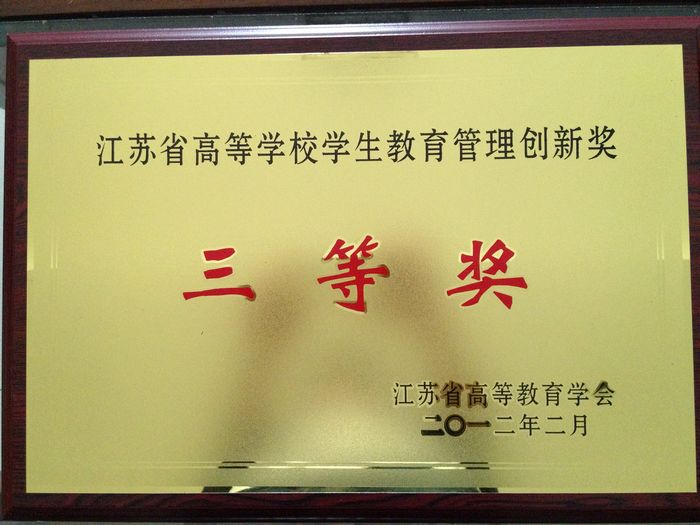 江苏省高等学校学生教育管理创新奖
三等奖
江苏省高等教育学会
二〇一二年二月